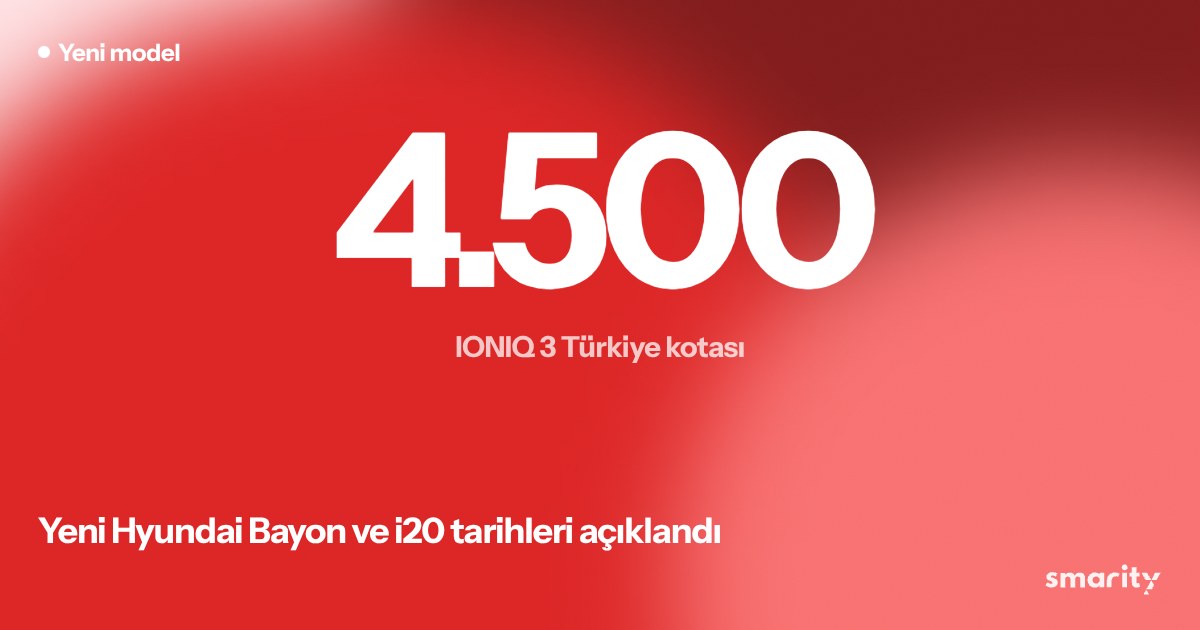 Yeni model
4.500
IONIQ 3 Türkiye kotası
Yeni Hyundai Bayon ve i20 tarihleri açıklandı
smarity